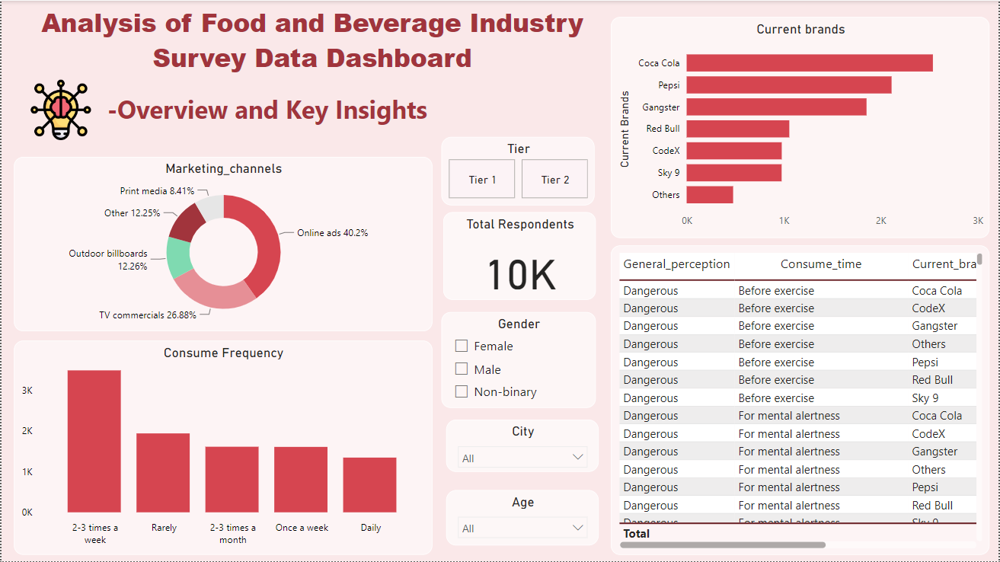 Analysis of Food and Beverage Industry
Survey Data Dashboard
-Overview and Key Insights
Marketing_channels
Print media 8.41%
Other 12.25%
Online ads 40.2%
Outdoor billboards
12.26%
TV commercials 26.88%
Consume Frequency
3K
2K
1K
0K
2-3 times a
week
Rarely
2-3 times a
month
Once a week
Daily
Tier
Tier 1
Tier 2
Total Respondents
10K
Gender
Female
Male
Non-binary
City
All
Age
All
Current brands
Current Brands
Coca Cola
Pepsi
Gangster
Red Bull
CodeX
Sky 9
Others
0K 1K 2K 3K
General_perception Consume_time Current_bra
Dangerous Before exercise Coca Cola
Dangerous Before exercise CodeX
Dangerous Before exercise Gangster
Dangerous Before exercise Others
Dangerous Before exercise Pepsi
Dangerous Before exercise Red Bull
Dangerous Before exercise Sky 9
Dangerous For mental alertness Coca Cola
Dangerous For mental alertness CodeX
Dangerous For mental alertness Gangster
Dangerous For mental alertness Others
Dangerous For mental alertness Pepsi
Dangerous For mental alertness Red Bull
Dangerous For mental alertness Sky 9
Total